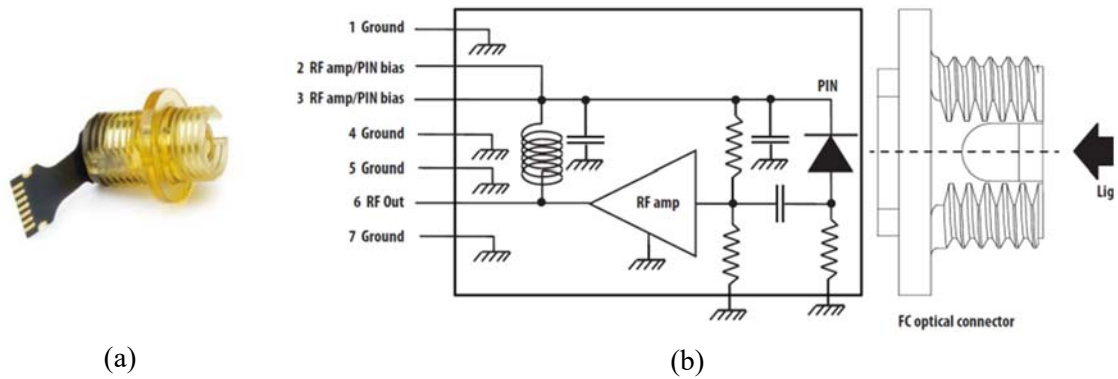 1 Ground
2 RF amp/PIN bias
3 RF amp/PIN bias
4 Ground
5 Ground
6 RF Out
7 Ground
RF amp
PIN
Lig
FC optical connector
(a)
(b)